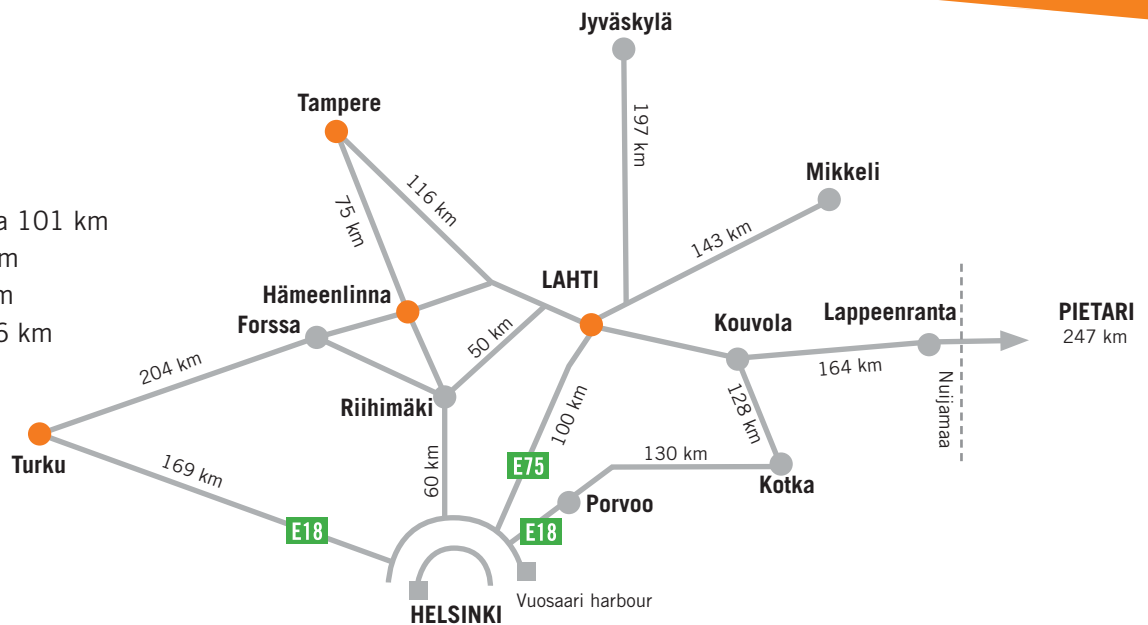 Jyväskylä
Tampere
197 km
Mikkeli
116 km
75 km
101 km
143 km
km
LAHTI
Hämeenlinna
km
Lappeenranta
PIETARI
Kouvola
Forssa
km
50 km
247 km
204 km
164 km
Nuijamaa
128 km
Riihimäki
100 km
Turku
169 km
60 km
E75
130 km
Kotka
Porvoo
E18
E18
Vuosaari harbour
HELSINKI